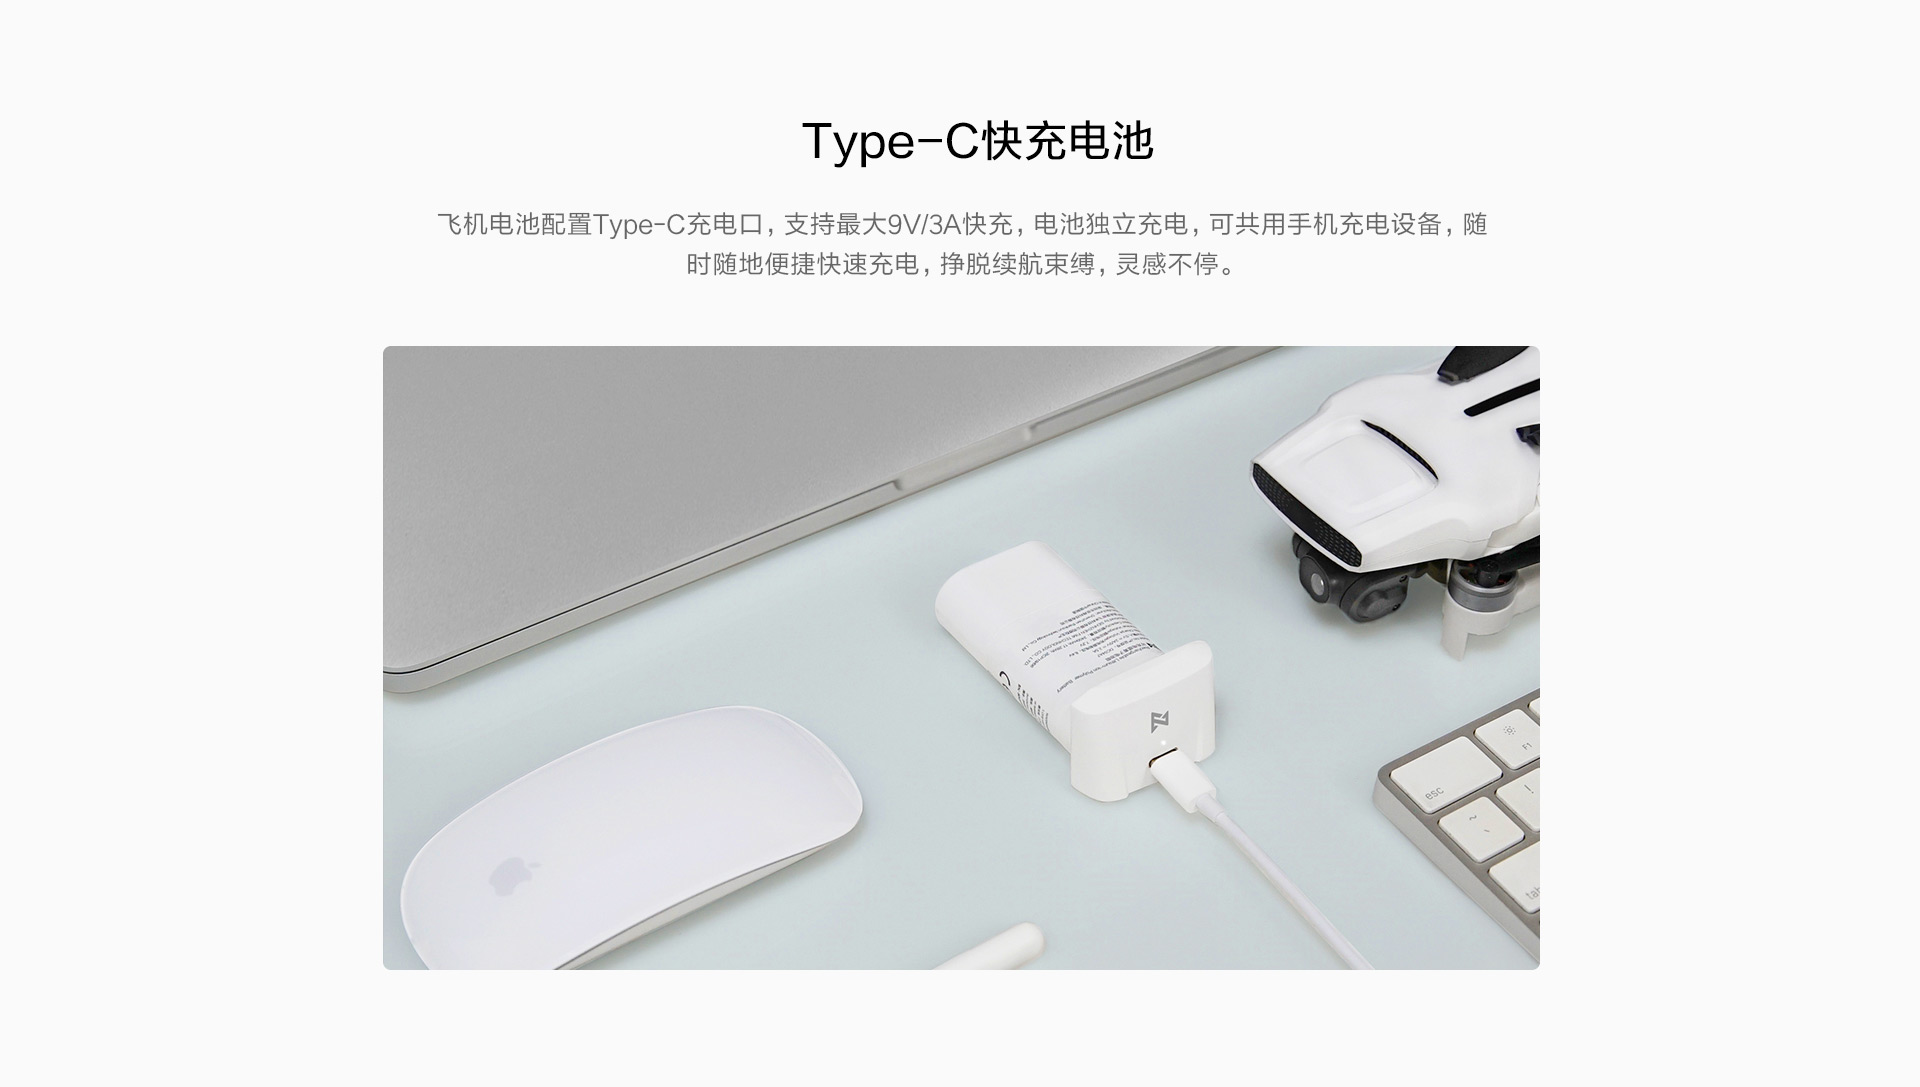 Type-C快充电池
飞机电池配置Type-C充电口，支持最大9V/3A快充，电池独立充电，可共用手机充电设备，随
时随地便捷快速充电，挣脱续航束缚，灵感不停。
esc
F1
~
!
tab